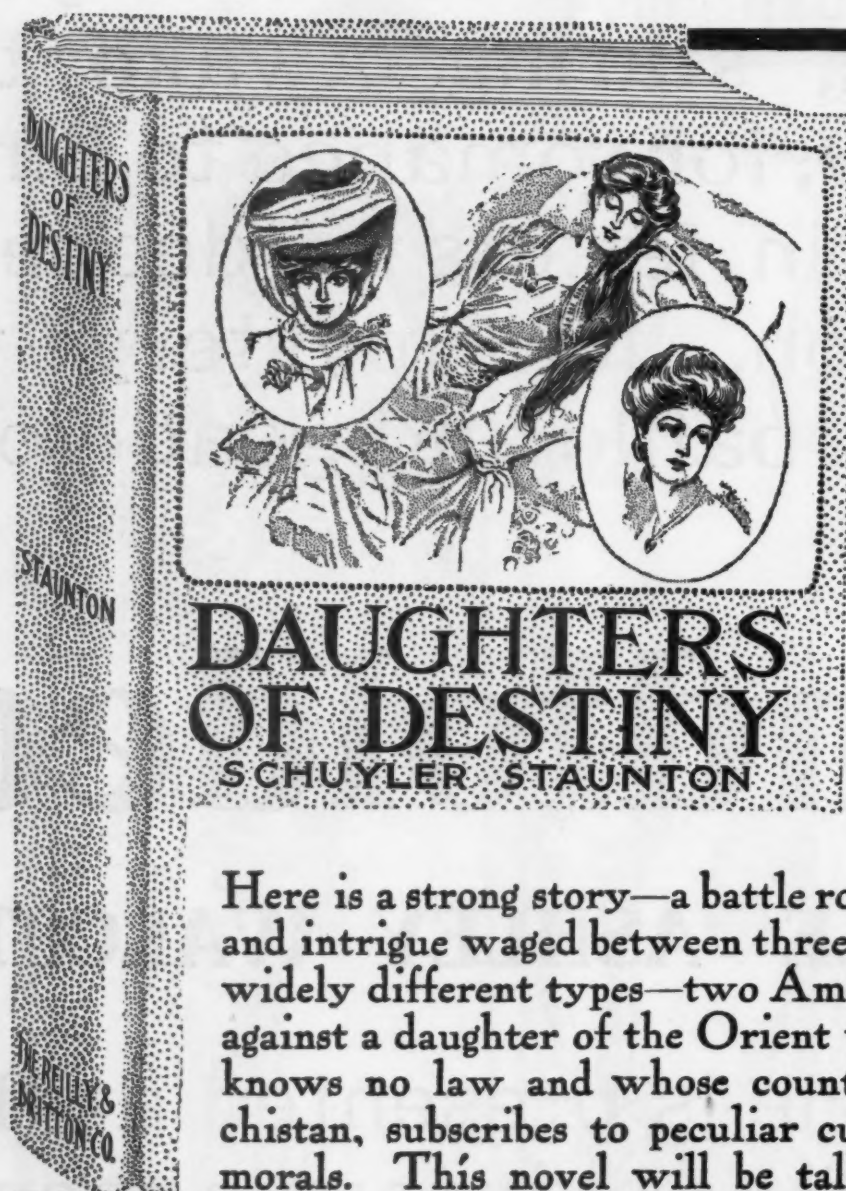 DAUGHTERS
OF
DESTINY
STAUNTON
THE REILLY &
BRITTON CO.
DAUGHTERS
OF DESTINY
SCHUYLER STAUNTON
Here is a strong story—a battle ro
and intrigue waged between three
widely different types—two Am
against a daughter of the Orient
knows no law and whose count
chistan, subscribes to peculiar cu
morals. This novel will be tal